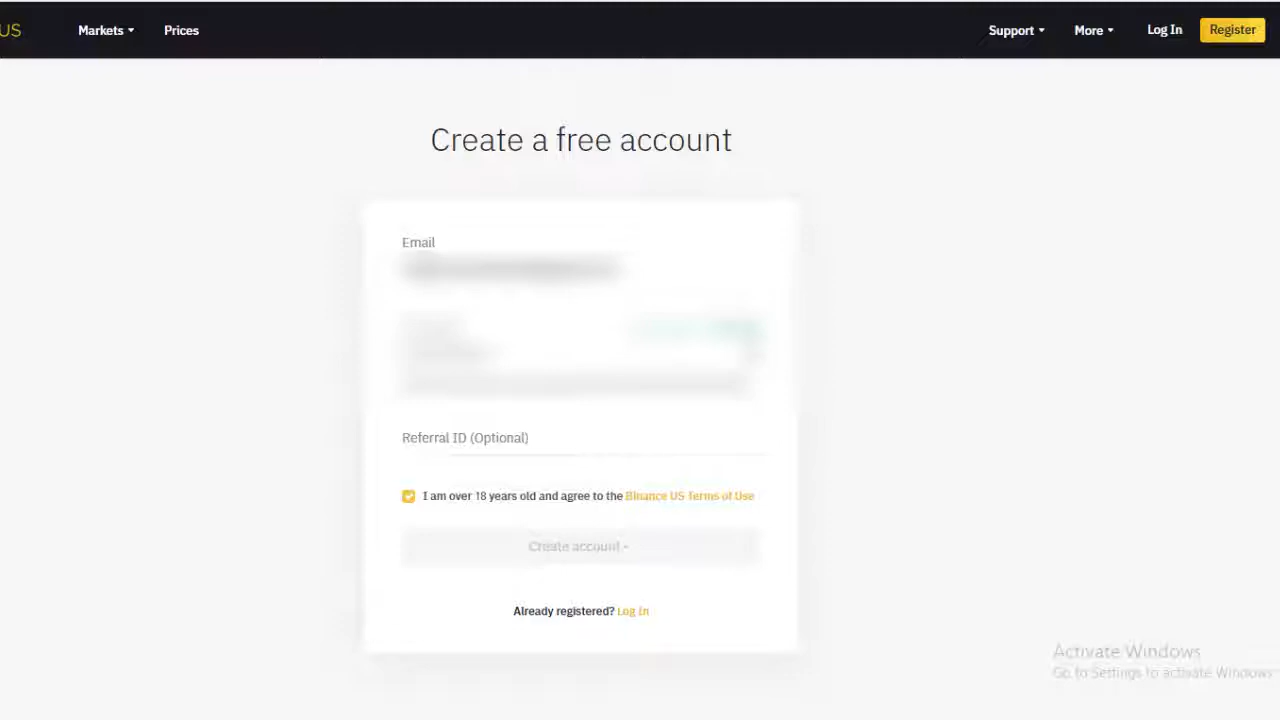 US
Markets
Prices
Support
More
Log In
Register
Create a free account
Email
Referral ID (Optional)
I am over 18 years old and agree to the Binance US Terms of Use
Create account
Already registered? Log In
Activate Windows
Go to Settings to activate Windows